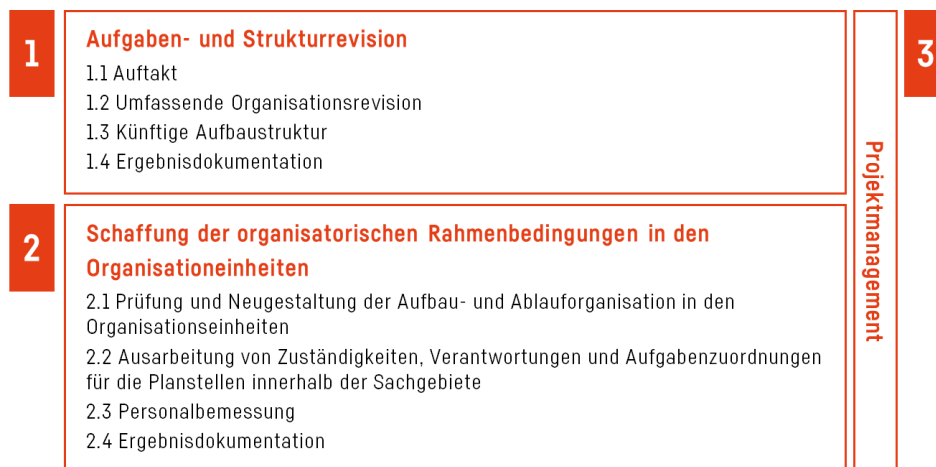 1
Aufgaben- und Strukturrevision
1.1 Auftakt
1.2 Umfassende Organisationsrevision
1.3 Künftige Aufbaustruktur
1.4 Ergebnisdokumentation
2
Schaffung der organisatorischen Rahmenbedingungen in den
Organisationeinheiten
2.1 Prüfung und Neugestaltung der Aufbau- und Ablauforganisation in den
Organisationseinheiten
2.2 Ausarbeitung von Zuständigkeiten, Verantwortungen und Aufgabenzuordnungen
für die Planstellen innerhalb der Sachgebiete
2.3 Personalbemessung
2.4 Ergebnisdokumentation
3
Projektmanagement